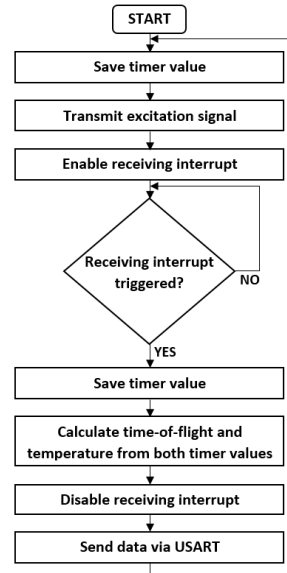 START
Save timer value
Transmit excitation signal
Enable receiving interrupt
Receiving interrupt
triggered?
NO
YES
Save timer value
Calculate time-of-flight and
temperature from both timer values
Disable receiving interrupt
Send data via USART